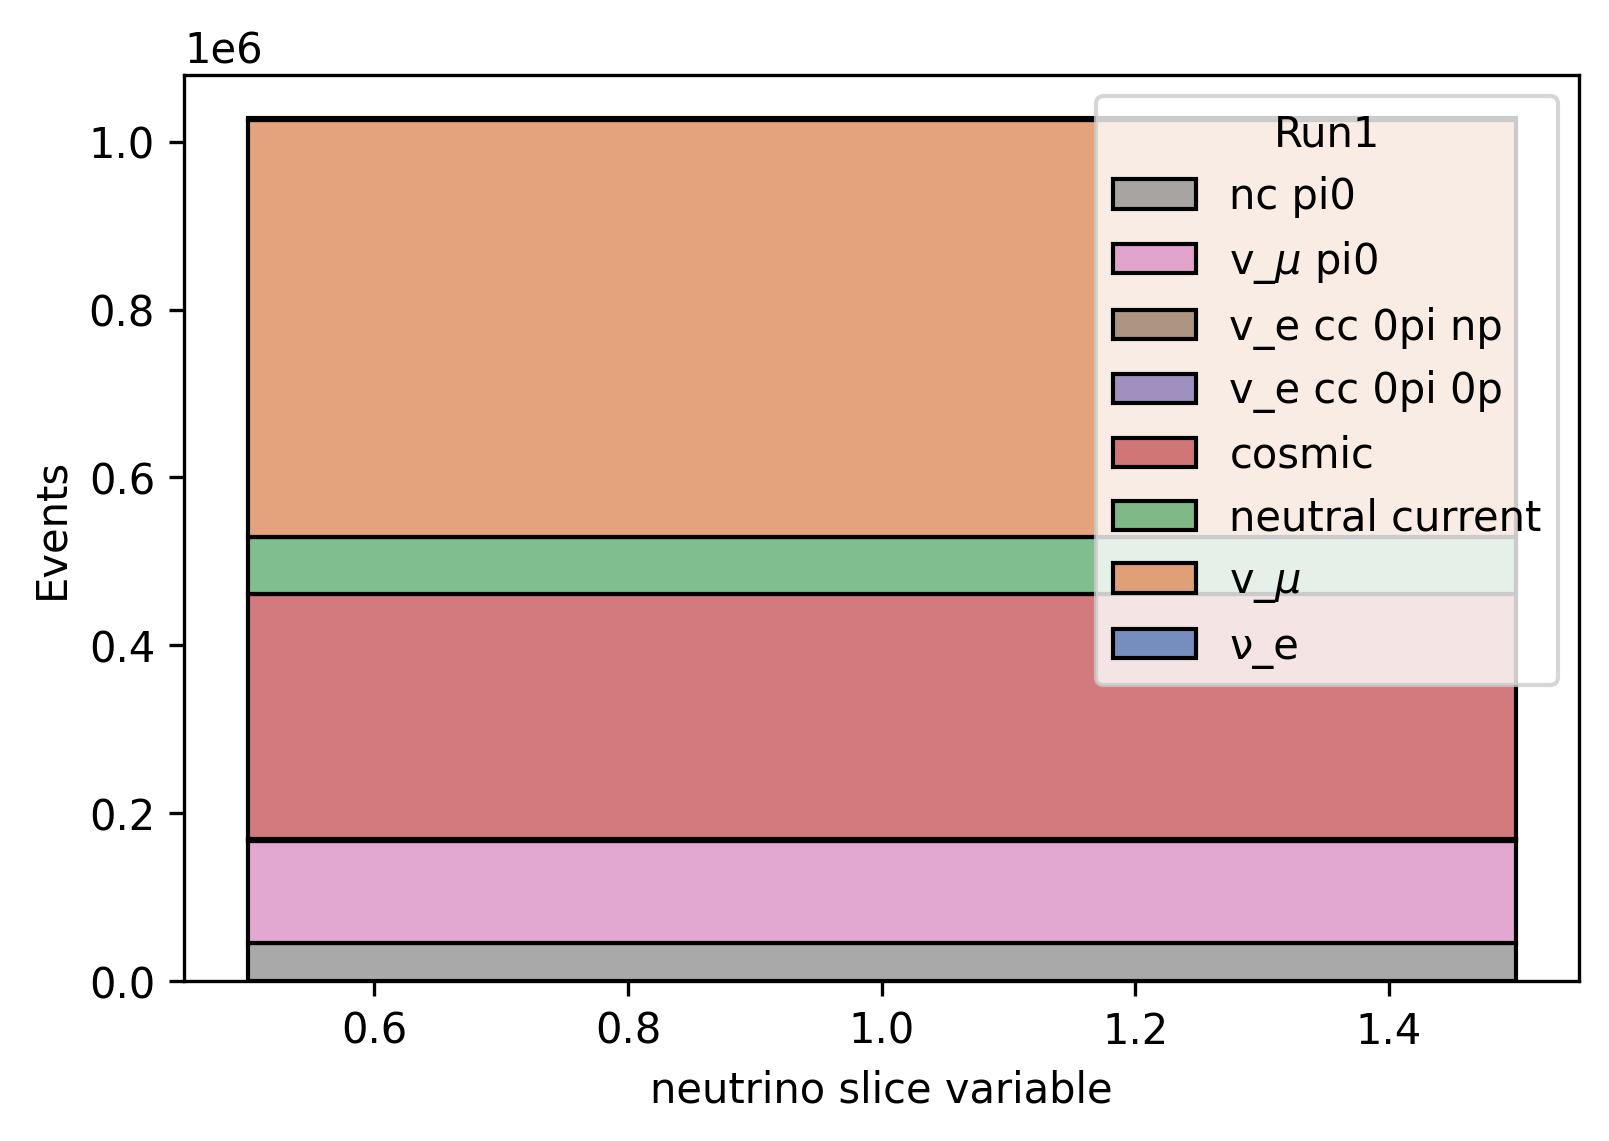 1e6
1.0
0.8
0.6
0.4
0.2
0.0
Events
Run1
nc pi0
v_μ pi0
v_e cc 0pi np
v_e cc 0pi 0p
cosmic
neutral current
v_μ
ν_e
0.6 0.8 1.0 1.2 1.4
neutrino slice variable